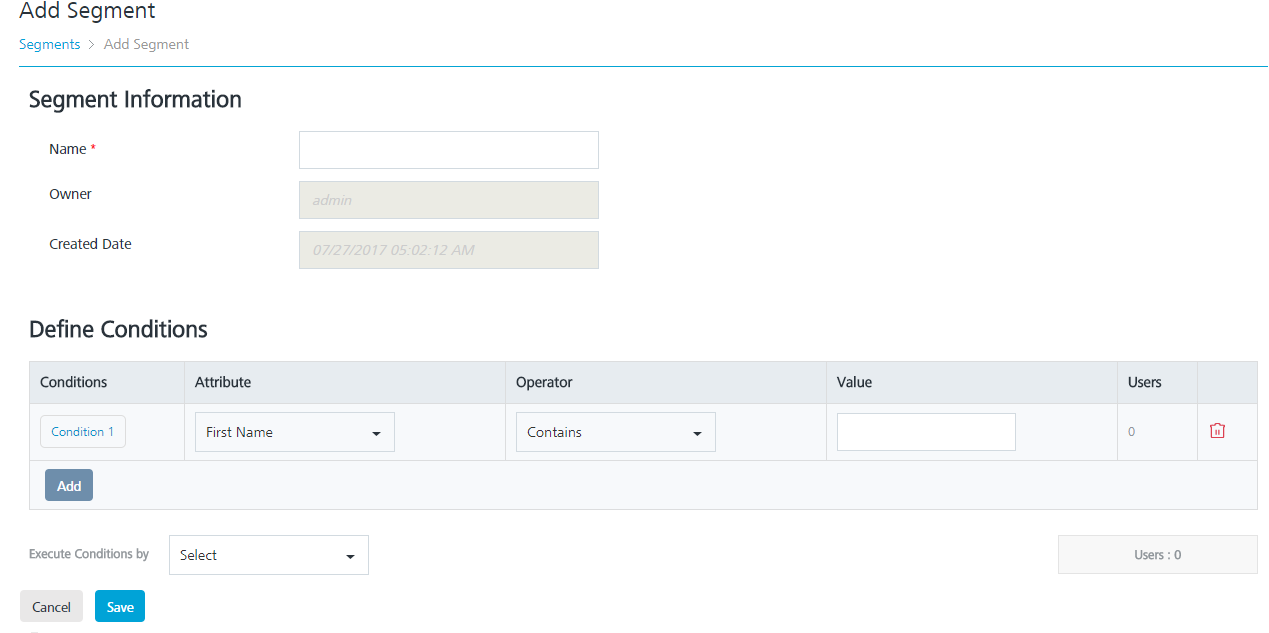 Add Segment
Segments > Add Segment
Segment Information
Name *
Owner admin
Created Date 07/27/2017 05:02:12 AM
Define Conditions
Conditions Attribute Operator Value Users
Condition 1 First Name Contains 0
Add
Execute Conditions by Select Users : 0
Cancel Save